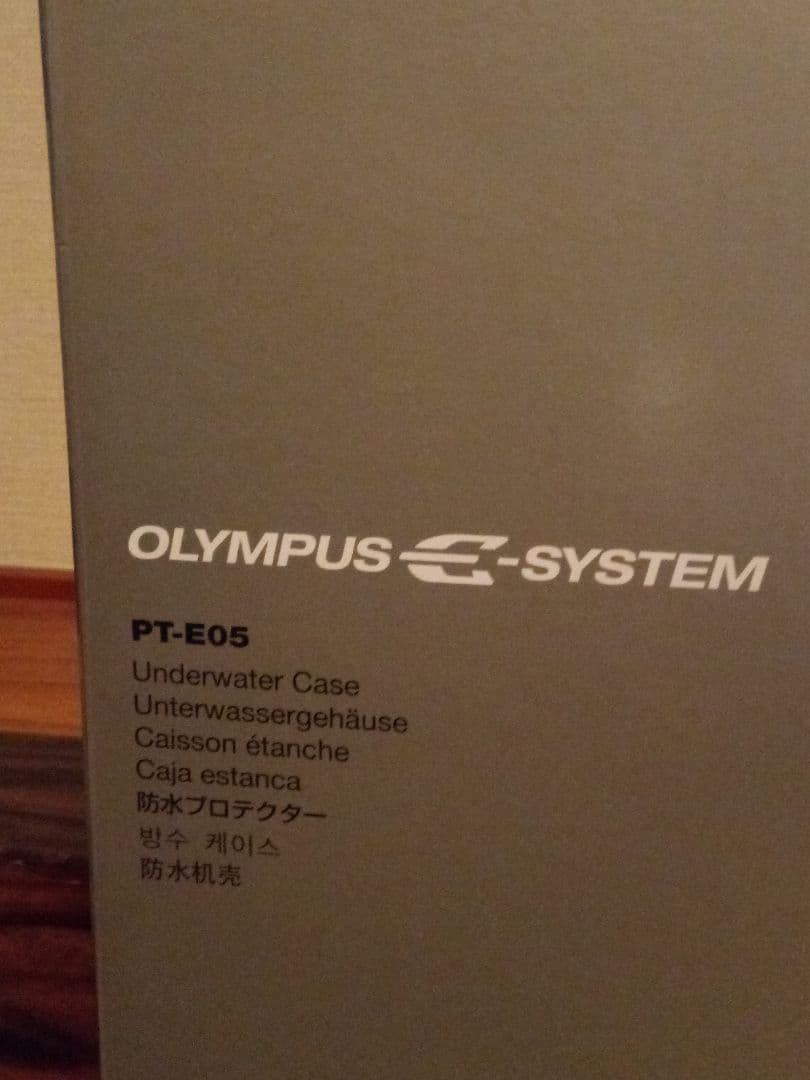 OLYMPUS E-SYSTEM
PT-E05
Underwater Case
Unterwassergehäuse
Caisson étanche
Caja estanca
防水プロテクター
방수 케이스
防水机壳